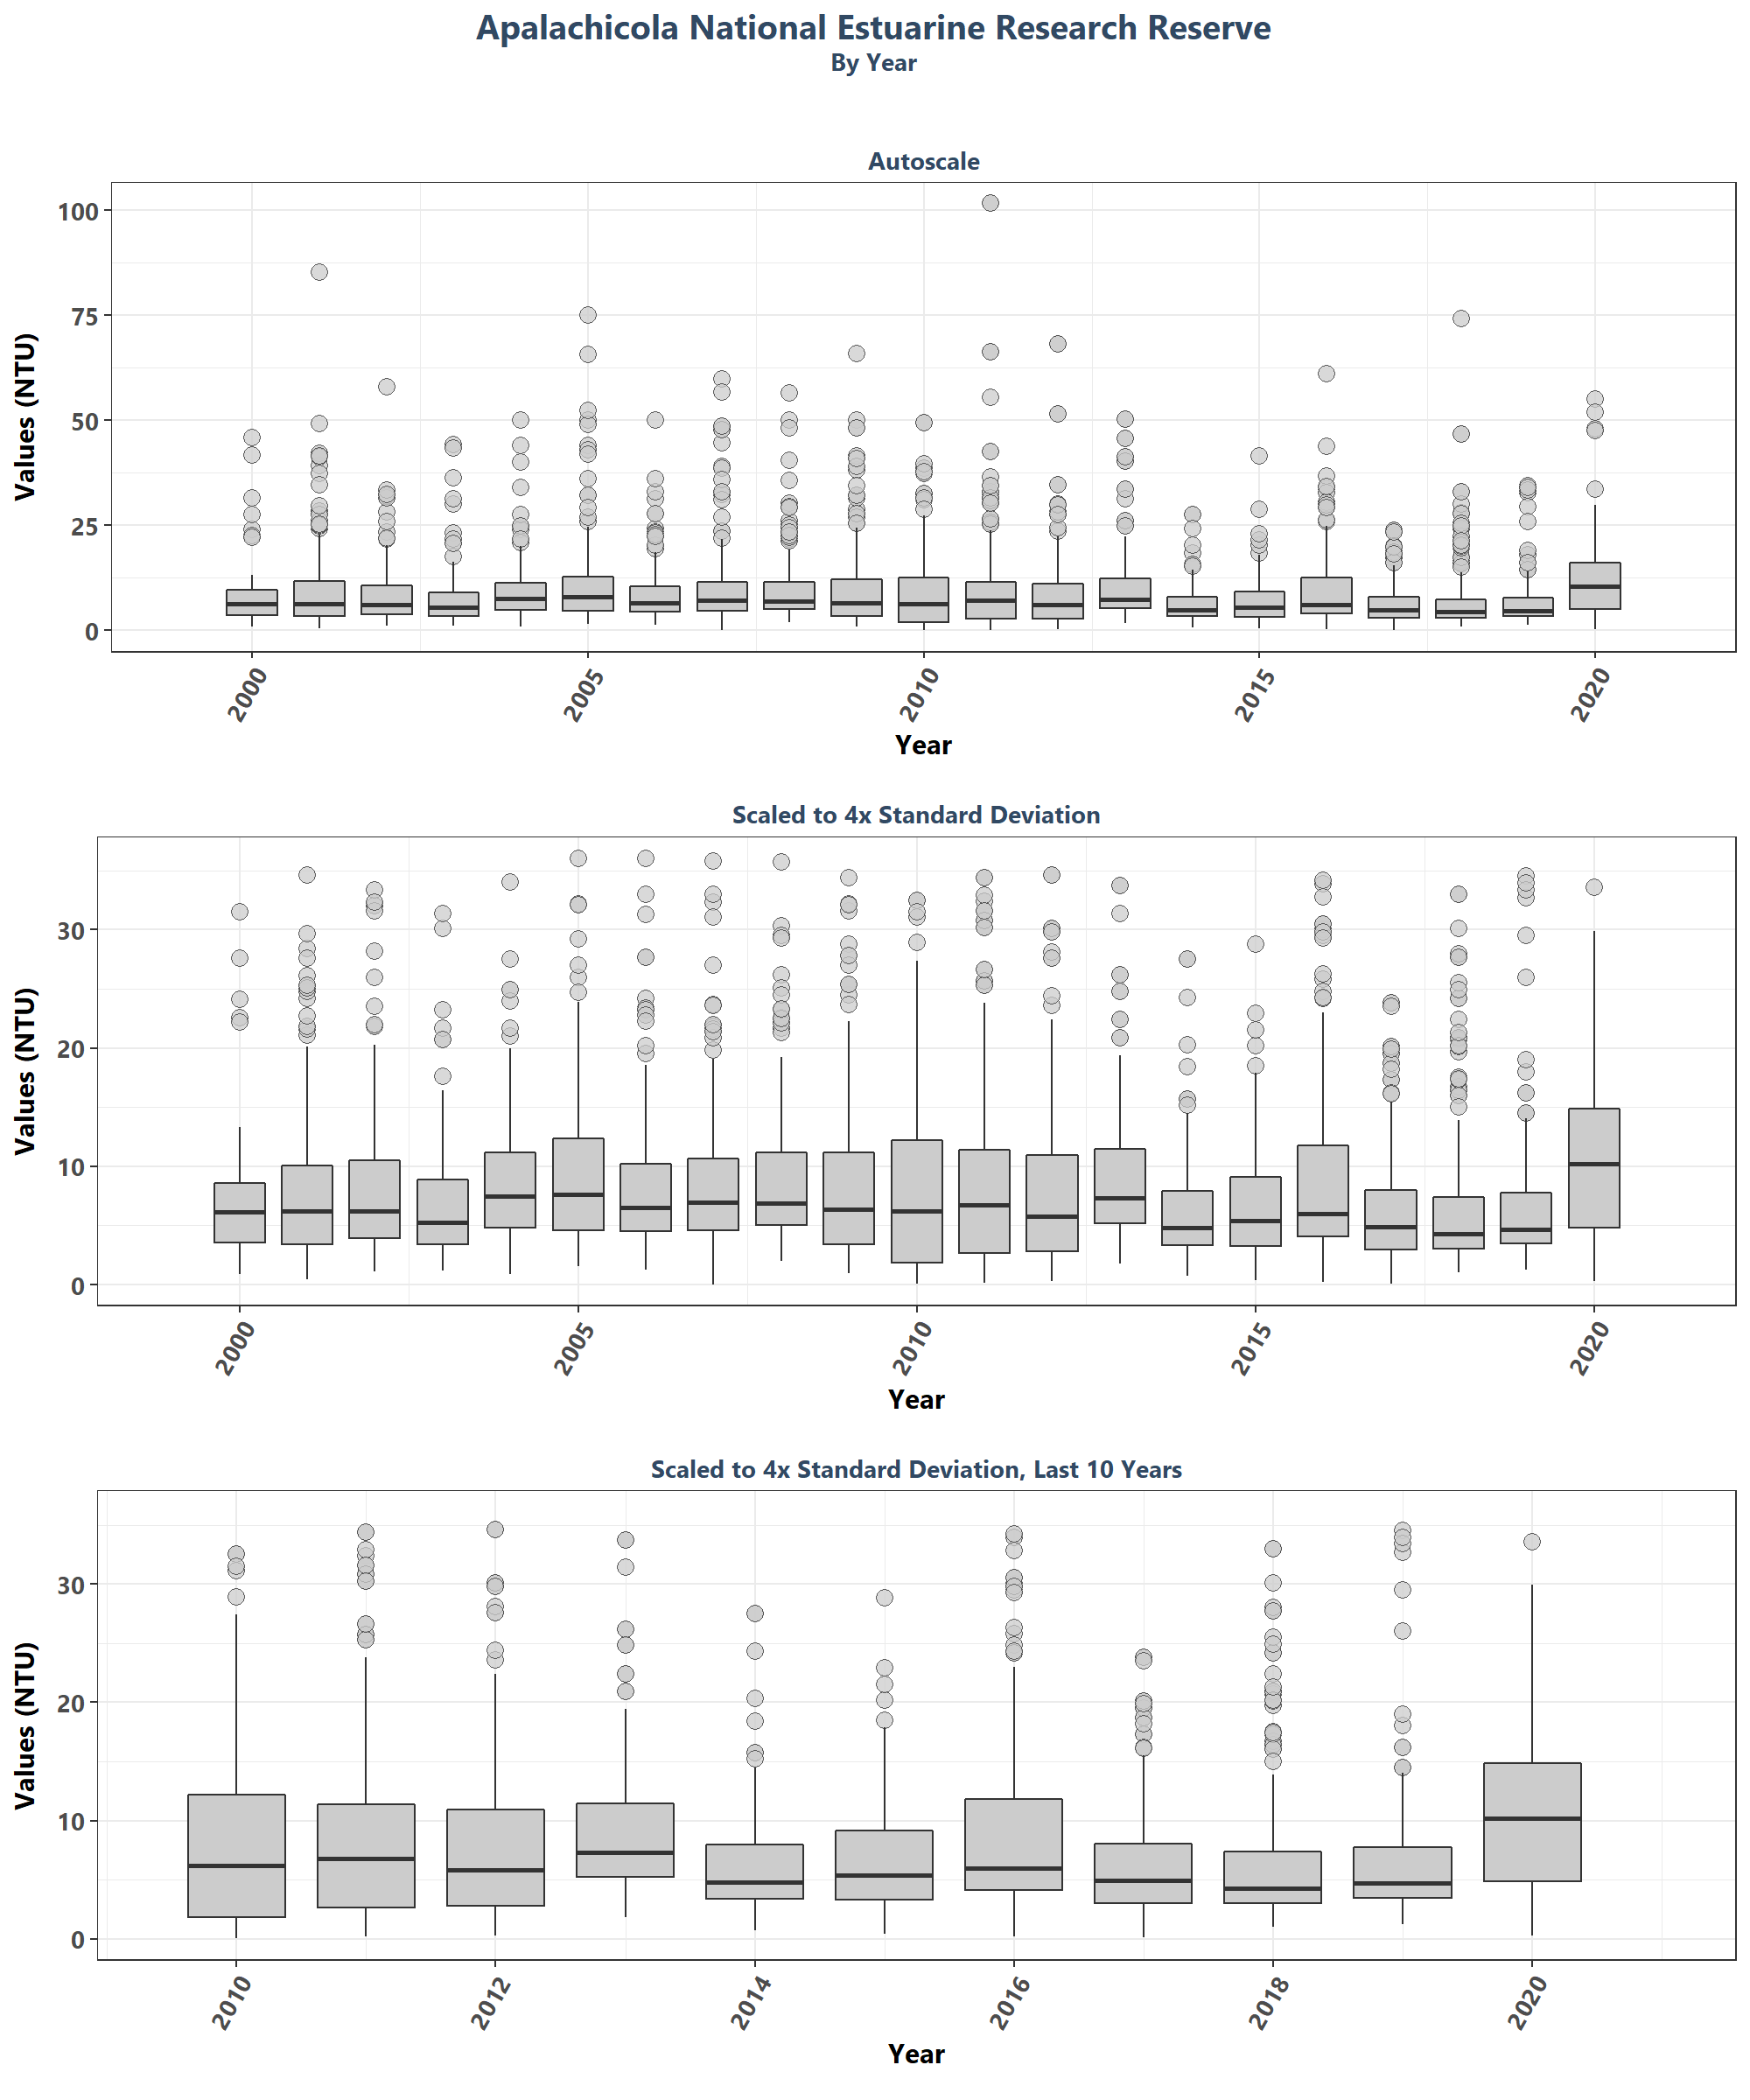 Apalachicola National Estuarine Research Reserve
By Year
Autoscale
Values (NTU)
100
75
50
25
0
2000 2005 2010 2015 2020
Year
Scaled to 4x Standard Deviation
Values (NTU)
30
20
10
0
2000 2005 2010 2015 2020
Year
Scaled to 4x Standard Deviation, Last 10 Years
Values (NTU)
30
20
10
0
2010 2012 2014 2016 2018 2020
Year